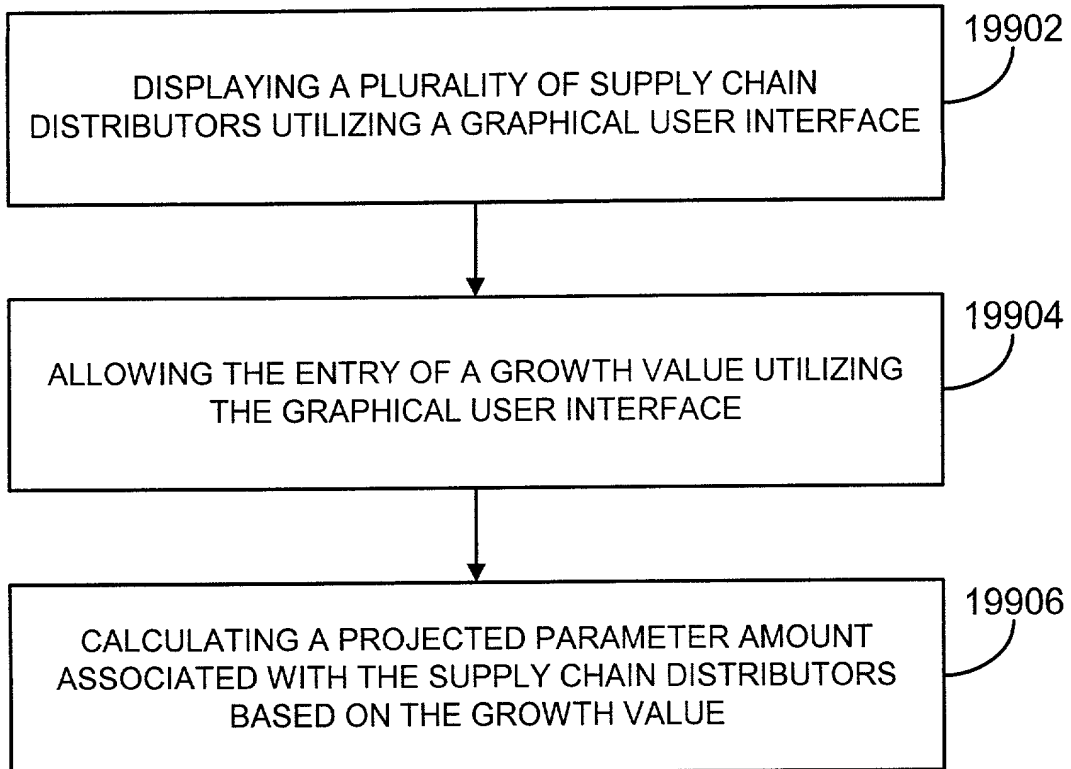 19902
DISPLAYING A PLURALITY OF SUPPLY CHAIN
DISTRIBUTORS UTILIZING A GRAPHICAL USER INTERFACE
19904
ALLOWING THE ENTRY OF A GROWTH VALUE UTILIZING
THE GRAPHICAL USER INTERFACE
19906
CALCULATING A PROJECTED PARAMETER AMOUNT
ASSOCIATED WITH THE SUPPLY CHAIN DISTRIBUTORS
BASED ON THE GROWTH VALUE